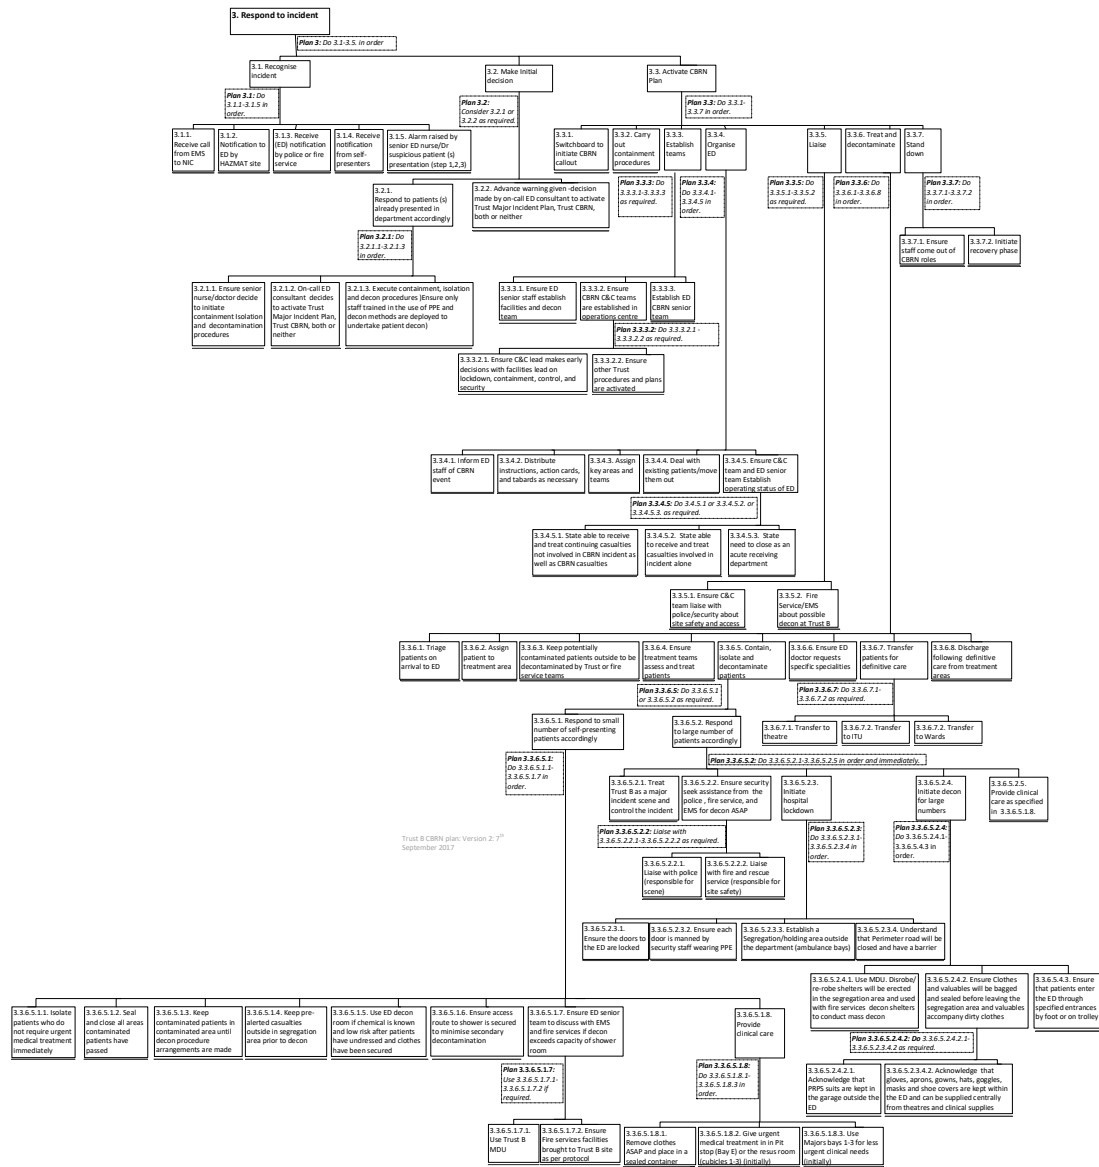 3. Respond to incident
Plan 3: Do 3.1-3.5. in order
3.1. Recognise
incident
3.2. Make Initial
decision
3.3. Activate CBRN
Plan
Plan 3.1: Do
3.1.1-3.1.5 in
order.
Plan 3.2:
Consider 3.2.1 or
3.2.2 as required.
Plan 3.3: Do 3.3.1-
3.3.7 in order.
3.1.1.
Receive call
from EMS
to NIC
3.1.2.
Notification to
ED by
HAZMAT site
3.1.3. Receive
(ED) notification
by police or fire
service
3.1.4. Receive
notification
from self-
presenters
3.1.5. Alarm raised by
senior ED nurse/Dr
suspicious patient (s)
presentation (step 1,2,3)
3.3.1.
Switchboard to
initiate CBRN
callout
3.3.2. Carry
out
containment
procedures
3.3.3.
Establish
teams
3.3.4.
Organise
ED
3.3.5.
Liaise
3.3.6. Treat and
decontaminate
3.3.7.
Stand
down
3.2.1.
Respond to patients (s)
already presented in
department accordingly
3.2.2. Advance warning given -decision
made by on-call ED consultant to activate
Trust Major Incident Plan, Trust CBRN,
both or neither
Plan 3.3.3: Do
3.3.3.1-3.3.3.3
as required.
Plan 3.3.4:
Do 3.3.4.1-
3.3.4.5 in
order.
Plan 3.3.5: Do
3.3.5.1-3.3.5.2
as required.
Plan 3.3.6: Do
3.3.6.1-3.3.6.8
in order.
Plan 3.3.7: Do
3.3.7.1-3.3.7.2
in order.
Plan 3.2.1: Do
3.2.1.1-3.2.1.3
in order.
3.3.7.1. Ensure
staff come out of
CBRN roles
3.3.7.2. Initiate
recovery phase
3.2.1.1. Ensure senior
nurse/doctor decide
to initiate
containment Isolation
and decontamination
procedures
3.2.1.2. On-call ED
consultant decides
to activate Trust
Major Incident Plan,
Trust CBRN, both or
neither
3.2.1.3. Execute containment, isolation
and decon procedures )Ensure only
staff trained in the use of PPE and
decon methods are deployed to
undertake patient decon)
3.3.3.1. Ensure ED
senior staff establish
facilities and decon
team
3.3.3.2. Ensure
CBRN C&C teams
are established in
operations centre
3.3.3.3.
Establish ED
CBRN senior
team
Plan 3.3.3.2: Do 3.3.3.2.1 -
3.3.3.2.2 as required.
3.3.3.2.1. Ensure C&C lead makes early
decisions with facilities lead on
lockdown, containment, control, and
security
3.3.3.2.2. Ensure
other Trust
procedures and plans
are activated
3.3.4.1. Inform ED
staff of CBRN
event
3.3.4.2. Distribute
instructions, action cards,
and tabards as necessary
3.3.4.3. Assign
key areas and
teams
3.3.4.4. Deal with
existing patients/move
them out
3.3.4.5. Ensure C&C
team and ED senior
team Establish
operating status of ED
Plan 3.3.4.5: Do 3.4.5.1 or 3.3.4.5.2. or
3.3.4.5.3. as required.
3.3.4.5.1. State able to receive
and treat continuing casualties
not involved in CBRN incident as
well as CBRN casualties
3.3.4.5.2. State able
to receive and treat
casualties involved in
incident alone
3.3.4.5.3. State
need to close as an
acute receiving
department
3.3.5.1. Ensure C&C
team liaise with
police/security about
site safety and access
3.3.5.2. Fire
Service/EMS
about possible
decon at Trust B
3.3.6.1. Triage
patients on
arrival to ED
3.3.6.2. Assign
patient to
treatment area
3.3.6.3. Keep potentially
contaminated patients outside to be
decontaminated by Trust or fire
service teams
3.3.6.4. Ensure
treatment teams
assess and treat
patients
3.3.6.5. Contain,
isolate and
decontaminate
patients
3.3.6.6. Ensure ED
doctor requests
specific specialities
3.3.6.7. Transfer
patients for
definitive care
3.3.6.8. Discharge
following definitive
care from treatment
areas
Plan 3.3.6.5: Do 3.3.6.5.1
or 3.3.6.5.2 as required.
Plan 3.3.6.7: Do 3.3.6.7.1-
3.3.6.7.2 as required.
3.3.6.5.1. Respond to small
number of self-presenting
patients accordingly
3.3.6.5.2. Respond
to large number of
patients accordingly
3.3.6.7.1. Transfer to
theatre
3.3.6.7.2. Transfer
to ITU
3.3.6.7.2. Transfer
to Wards
Plan 3.3.6.5.1:
Do 3.3.6.5.1.1-
3.3.6.5.1.7 in
order.
Plan 3.3.6.5.2: Do 3.3.6.5.2.1-3.3.6.5.2.5 in order and immediately.
3.3.6.5.2.1. Treat
Trust B as a major
incident scene and
control the incident
3.3.6.5.2.2. Ensure security
seek assistance from the
police , fire service, and
EMS for decon ASAP
3.3.6.5.2.3.
Initiate
hospital
lockdown
3.3.6.5.2.4.
Initiate decon
for large
numbers
3.3.6.5.2.5.
Provide clinical
care as specified
in 3.3.6.5.1.8.
Trust B CBRN plan: Version 2: 7th
September 2017
Plan 3.3.6.5.2.2: Liaise with
3.3.6.5.2.2.1-3.3.6.5.2.2.2 as required.
Plan 3.3.6.5.2.3:
Do 3.3.6.5.2.3.1-
3.3.6.5.2.3.4 in
order.
Plan 3.3.6.5.2.4:
Do 3.3.6.5.2.4.1-
3.3.6.5.4.3 in
order.
3.3.6.5.2.2.1.
Liaise with police
(responsible for
scene)
3.3.6.5.2.2.2. Liaise
with fire and rescue
service (responsible for
site safety)
3.3.6.5.2.3.1.
Ensure the doors to
the ED are locked
3.3.6.5.2.3.2. Ensure each
door is manned by
security staff wearing PPE
3.3.6.5.2.3.3. Establish a
Segregation/holding area outside
the department (ambulance bays)
3.3.6.5.2.3.4. Understand
that Perimeter road will be
closed and have a barrier
3.3.6.5.2.4.1. Use MDU. Disrobe/
re-robe shelters will be erected
in the segregation area and used
with fire services decon shelters
to conduct mass decon
3.3.6.5.2.4.2. Ensure Clothes
and valuables will be bagged
and sealed before leaving the
segregation area and valuables
accompany dirty clothes
3.3.6.5.4.3. Ensure
that patients enter
the ED through
specified entrances
by foot or on trolley
3.3.6.5.1.1. Isolate
patients who do
not require urgent
medical treatment
immediately
3.3.6.5.1.2. Seal
and close all areas
contaminated
patients have
passed
3.3.6.5.1.3. Keep
contaminated patients in
contaminated area until
decon procedure
arrangements are made
3.3.6.5.1.4. Keep pre-
alerted casualties
outside in segregation
area prior to decon
3.3.6.5.1.5. Use ED decon
room if chemical is known
and low risk after patients
have undressed and clothes
have been secured
3.3.6.5.1.6. Ensure access
route to shower is secured
to minimise secondary
decontamination
3.3.6.5.1.7. Ensure ED senior
team to discuss with EMS
and fire services if decon
exceeds capacity of shower
room
3.3.6.5.1.8.
Provide
clinical care
Plan 3.3.6.5.2.4.2: Do 3.3.6.5.2.4.2.1-
3.3.6.5.2.3.4.2 as required.
Plan 3.3.6.5.1.7:
Use 3.3.6.5.1.7.1-
3.3.6.5.1.7.2 if
required.
Plan 3.3.6.5.1.8:
Do 3.3.6.5.1.8.1-
3.3.6.5.1.8.3 in
order.
3.3.6.5.2.4.2.1.
Acknowledge that
PRPS suits are kept in
the garage outside the
ED
3.3.6.5.2.3.4.2. Acknowledge that
gloves, aprons, gowns, hats, goggles,
masks and shoe covers are kept within
the ED and can be supplied centrally
from theatres and clinical supplies
3.3.6.5.1.7.1.
Use Trust B
MDU
3.3.6.5.1.7.2. Ensure
Fire services facilities
brought to Trust B site
as per protocol
3.3.6.5.1.8.1.
Remove clothes
ASAP and place in a
sealed container
3.3.6.5.1.8.2. Give urgent
medical treatment in in Pit
stop (Bay E) or the resus room
(cubicles 1-3) (initially)
3.3.6.5.1.8.3. Use
Majors bays 1-3 for less
urgent clinical needs
(initially)